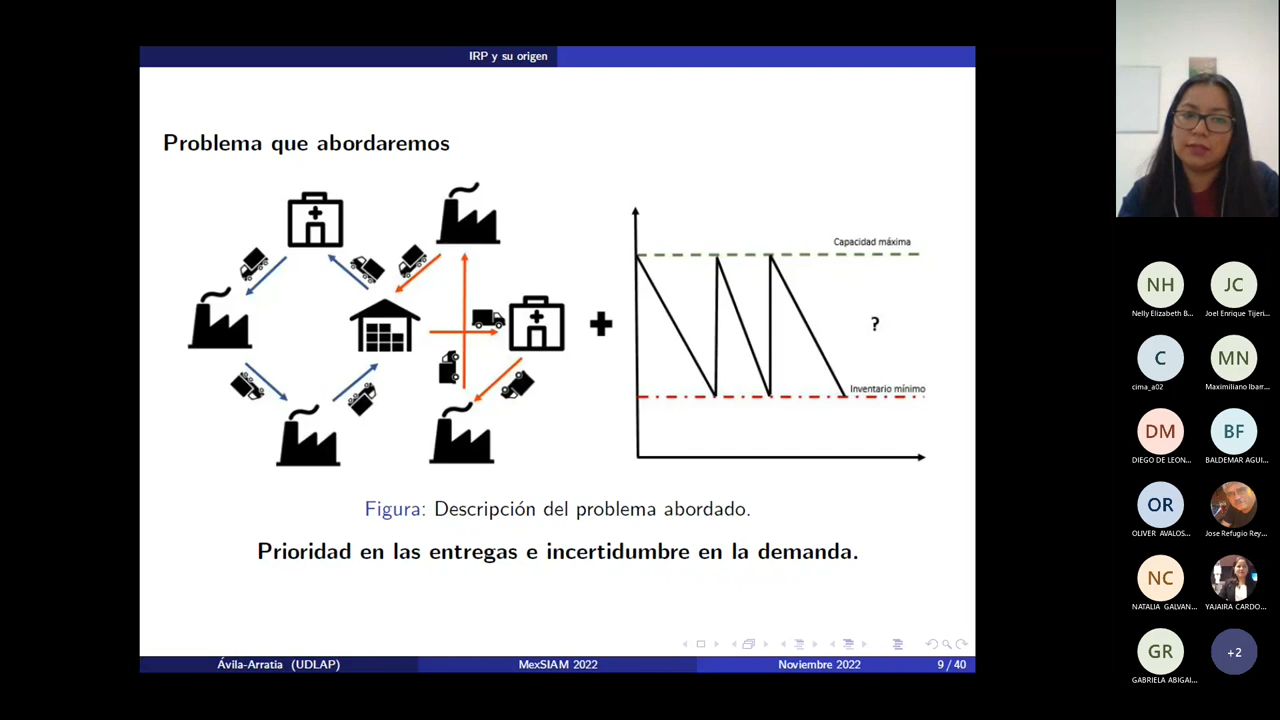 IRP y su origen
Problema que abordaremos
Capacidad máxima
?
Inventario mínimo
Figura: Descripción del problema abordado.
Prioridad en las entregas e incertidumbre en la demanda.
Ávila-Arratia (UDLAP)
MexSIAM 2022
Noviembre 2022
9 / 40
NH
Nelly Elizabeth B...
JC
Joel Enrique Tijeri...
C
cima_a02
MN
Maximiliano Ibarr...
DM
DIEGO DE LEON...
BF
BALDEMAR AGUI...
OR
OLIVER AVALOS...
Jose Refugio Rey...
NC
NATALIA GALVAN...
YAJAIRA CARDO...
GR
GABRIELA ABIGAI...
+2